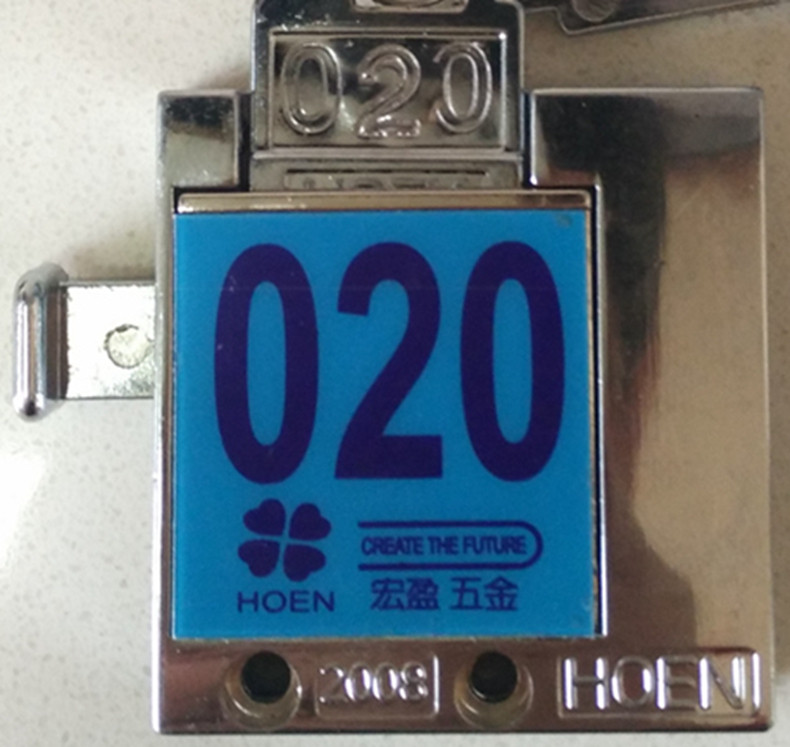 020
020
CREATE THE FUTURE
HOEN 宏盈 五金
2008 HOEN